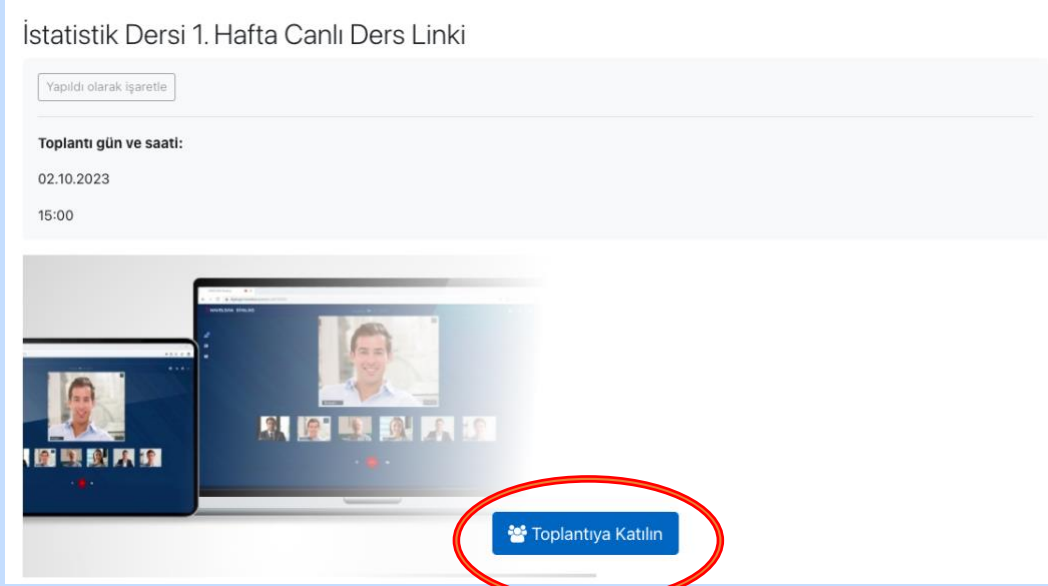 İstatistik Dersi 1. Hafta Canlı Ders Linki
Yapıldı olarak işaretle
Toplantı gün ve saati:
02.10.2023
15:00
Toplantıya Katılın